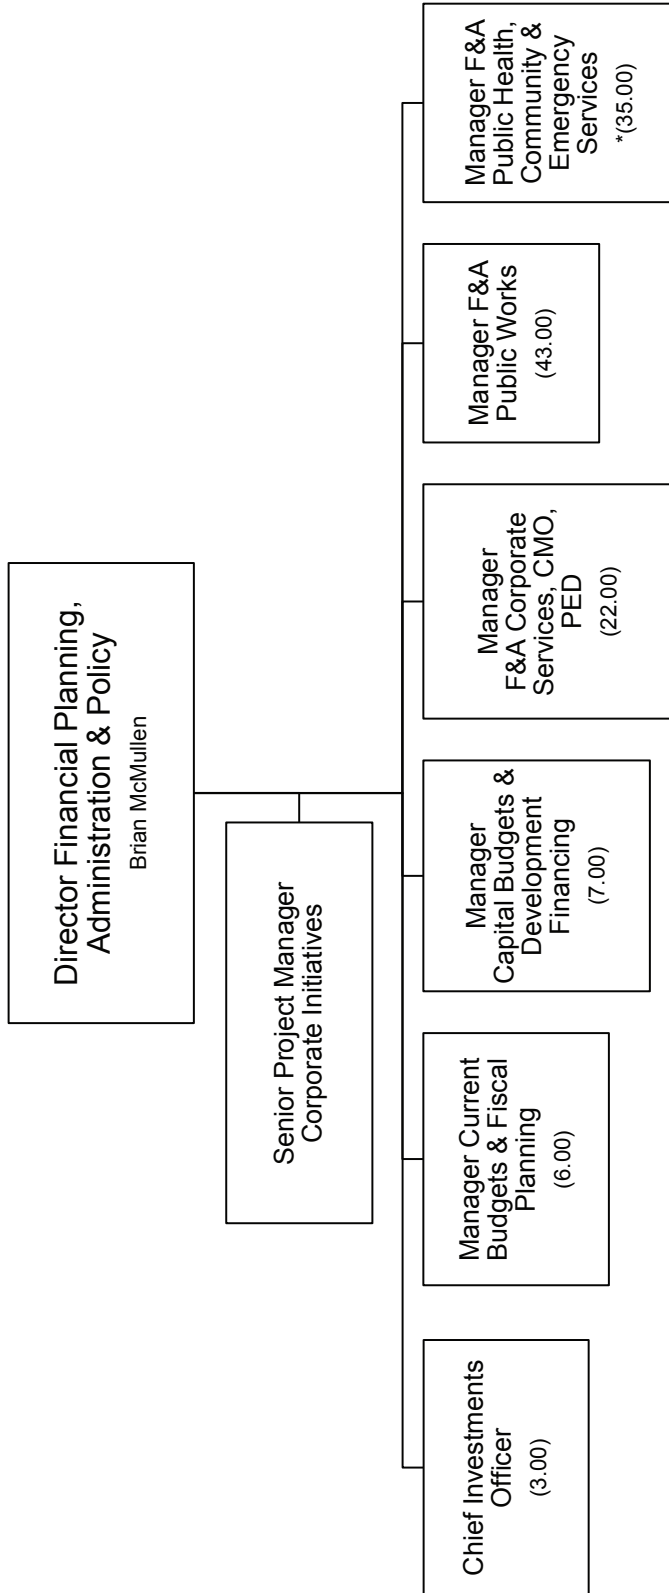 Director Financial Planning,
Administration & Policy
Brian McMullen
Senior Project Manager
Corporate Initiatives
Chief Investments
Officer
(3.00)
Manager Current
Budgets & Fiscal
Planning
(6.00)
Manager
Capital Budgets &
Development
Financing
(7.00)
Manager
F&A Corporate
Services, CMO,
PED
(22.00)
Manager F&A
Public Works
(43.00)
Manager F&A
Public Health,
Community &
Emergency
Services
*(35.00)